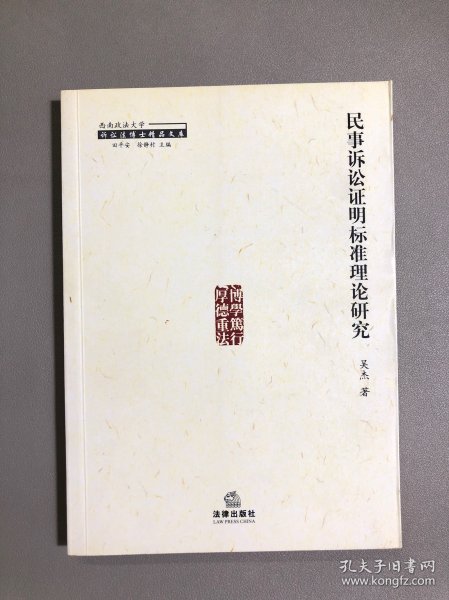 西南政法大学
诉讼法博士精品文库
田平安 徐静村 主编
民事诉讼证明标准理论研究
吴杰 著
博學篤行
厚德重法
法律出版社
LAW PRESS CHINA
孔夫子旧书网
www.kongfz.com